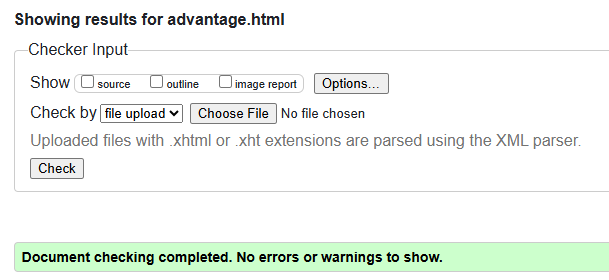 Showing results for advantage.html
Checker Input
Show source outline image report Options...
Check by file upload Choose File No file chosen
Uploaded files with .xhtml or .xht extensions are parsed using the XML parser.
Check
Document checking completed. No errors or warnings to show.